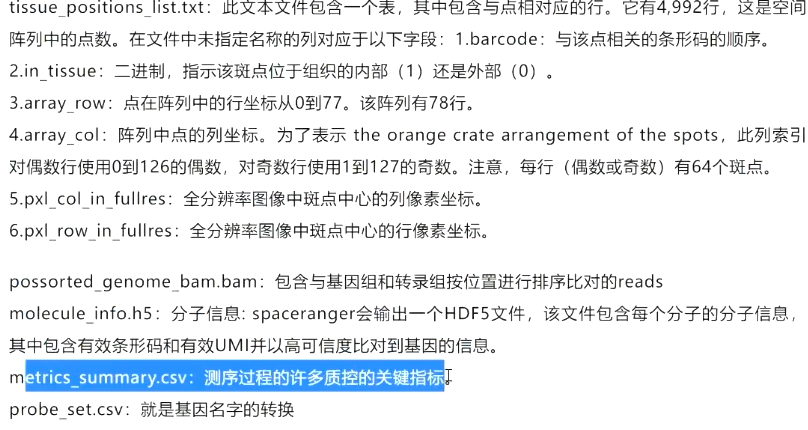 tissue_positions_list.txt：此文本文件包含一个表，其中包含与点相对应的行。它有4,992行，这是空间
阵列中的点数。在文件中未指定名称的列对应于以下字段：1.barcode：与该点相关的条形码的顺序。
2.in_tissue：二进制，指示该斑点位于组织的内部（1）还是外部（0）。
3.array_row：点在阵列中的行坐标从0到77。该阵列有78行。
4.array_col：阵列中点的列坐标。为了表示 the orange crate arrangement of the spots，此列索引
对偶数行使用0到126的偶数，对奇数行使用1到127的奇数。注意，每行（偶数或奇数）有64个斑点。
5.pxl_col_in_fullres：全分辨率图像中斑点中心的列像素坐标。
6.pxl_row_in_fullres：全分辨率图像中斑点中心的行像素坐标。
possorted_genome_bam.bam：包含与基因组和转录组按位置进行排序比对的reads
molecule_info.h5：分子信息: spaceranger会输出一个HDF5文件，该文件包含每个分子的分子信息，
其中包含有效条形码和有效UMI并以高可信度比对到基因的信息。
metrics_summary.csv：测序过程的许多质控的关键指标
probe_set.csv：就是基因名字的转换